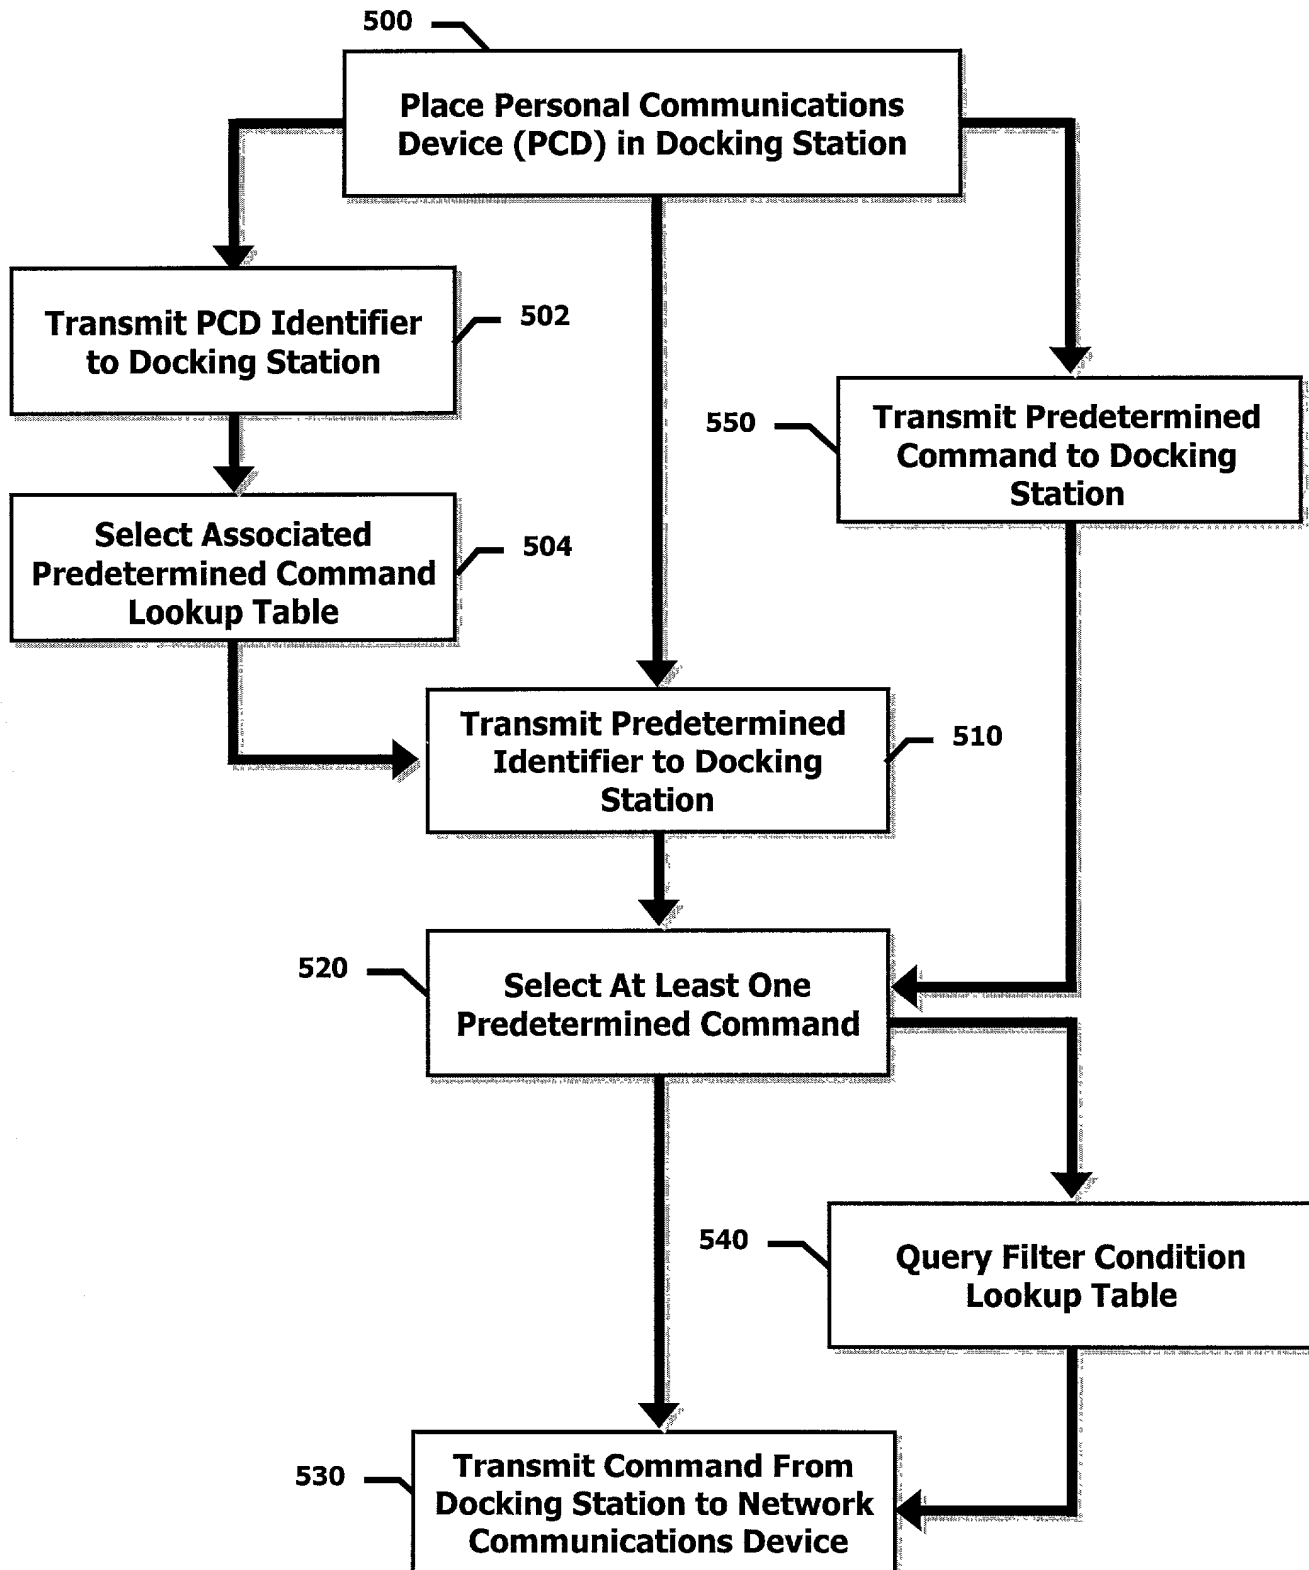 500
Place Personal Communications
Device (PCD) in Docking Station
Transmit PCD Identifier
to Docking Station
502
550
Transmit Predetermined
Command to Docking
Station
Select Associated
Predetermined Command
Lookup Table
504
Transmit Predetermined
Identifier to Docking
Station
510
520
Select At Least One
Predetermined Command
540
Query Filter Condition
Lookup Table
530
Transmit Command From
Docking Station to Network
Communications Device